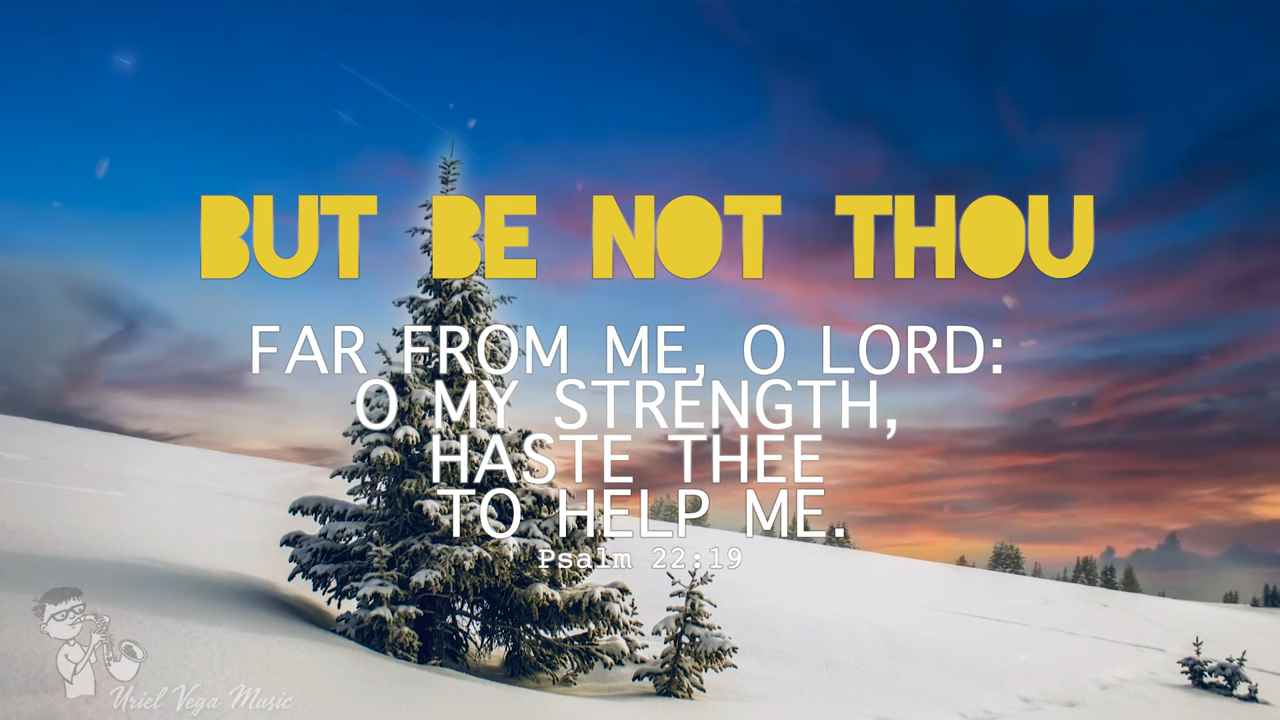 BUT BE NOT THOU
FAR FROM ME, O LORD:
O MY STRENGTH,
HASTE THEE
TO HELP ME.
Psalm 22:19
Uriel Vega Music